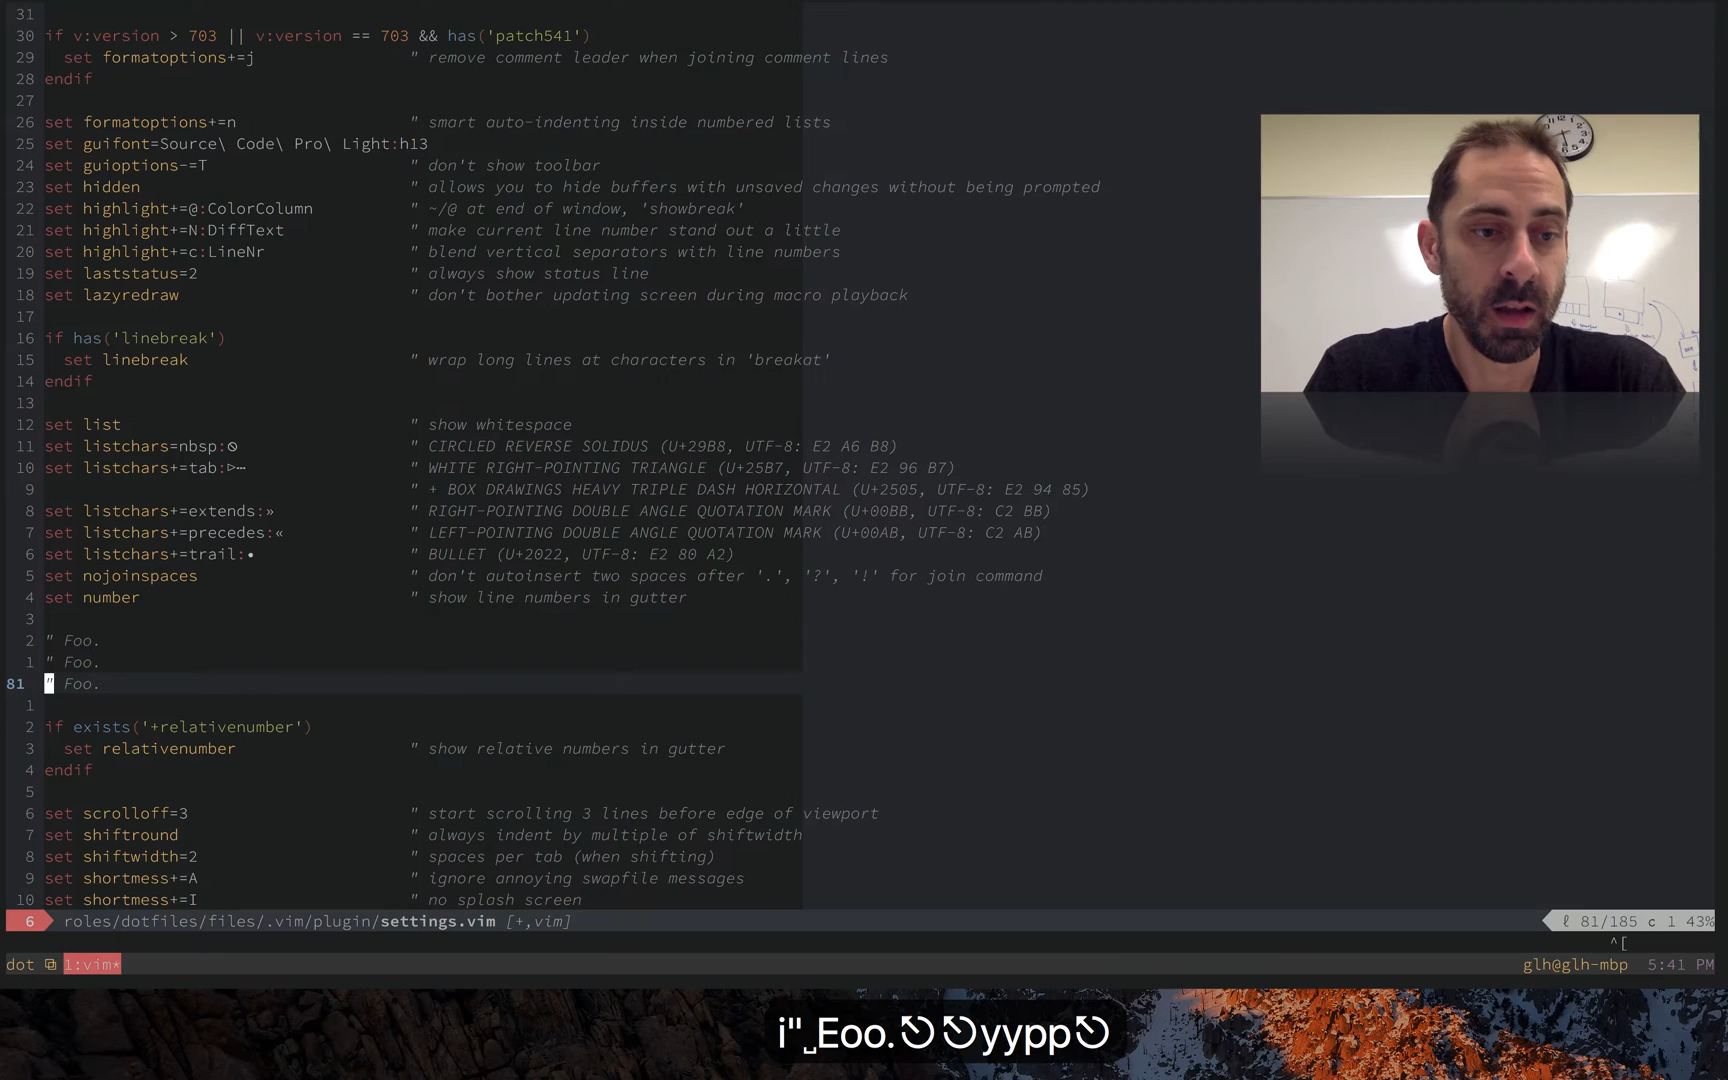 31
30 if v:version > 703 || v:version == 703 && has('patch541')
29   set formatoptions+=j                " remove comment leader when joining comment lines
28 endif
27
26 set formatoptions+=n                  " smart auto-indenting inside numbered lists
25 set guifont=Source\ Code\ Pro\ Light:h13
24 set guioptions-=T                     " don't show toolbar
23 set hidden                            " allows you to hide buffers with unsaved changes without being prompted
22 set highlight+=@:ColorColumn          " ~/@ at end of window, 'showbreak'
21 set highlight+=N:DiffText             " make current line number stand out a little
20 set highlight+=c:LineNr               " blend vertical separators with line numbers
19 set laststatus=2                      " always show status line
18 set lazyredraw                        " don't bother updating screen during macro playback
17
16 if has('linebreak')
15   set linebreak                       " wrap long lines at characters in 'breakat'
14 endif
13
12 set list                              " show whitespace
11 set listchars=nbsp:⦸                  " CIRCLED REVERSE SOLIDUS (U+29B8, UTF-8: E2 A6 B8)
10 set listchars+=tab:▷┅                 " WHITE RIGHT-POINTING TRIANGLE (U+25B7, UTF-8: E2 96 B7)
9                                        " + BOX DRAWINGS HEAVY TRIPLE DASH HORIZONTAL (U+2505, UTF-8: E2 94 85)
8 set listchars+=extends:»               " RIGHT-POINTING DOUBLE ANGLE QUOTATION MARK (U+00BB, UTF-8: C2 BB)
7 set listchars+=precedes:«              " LEFT-POINTING DOUBLE ANGLE QUOTATION MARK (U+00AB, UTF-8: C2 AB)
6 set listchars+=trail:•                 " BULLET (U+2022, UTF-8: E2 80 A2)
5 set nojoinspaces                       " don't autoinsert two spaces after '.', '?', '!' for join command
4 set number                             " show line numbers in gutter
3
2 " Foo.
1 " Foo.
81 " Foo.
1
2 if exists('+relativenumber')
3   set relativenumber                   " show relative numbers in gutter
4 endif
5
6 set scrolloff=3                        " start scrolling 3 lines before edge of viewport
7 set shiftround                         " always indent by multiple of shiftwidth
8 set shiftwidth=2                       " spaces per tab (when shifting)
9 set shortmess+=A                       " ignore annoying swapfile messages
10 set shortmess+=I                      " no splash screen
6 roles/dotfiles/files/.vim/plugin/settings.vim [+,vim] ℓ 81/185 c 1 43%
^[
dot ⧉ 1:vim* glh@glh-mbp 5:41 PM
i"␣Foo.⎋⎋yypp⎋